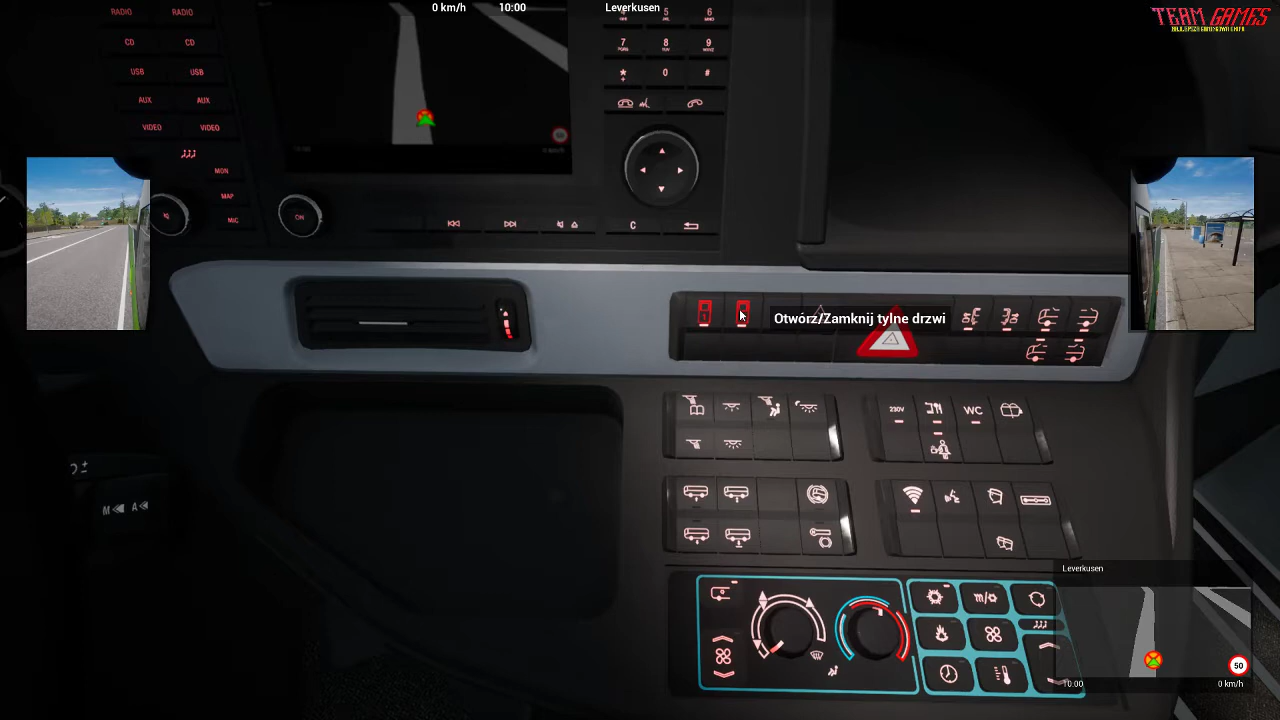 0 km/h 10:00 Leverkusen
TEAM GAMES
RADIO RADIO
CD CD
USB USB
AUX AUX
VIDEO VIDEO
MON
MAP
MIC
ON
4 5 6
7 8 9
* 0 #
C
Otwórz/Zamknij tylne drzwi
1
230V
WC
M A
Leverkusen
50
10:00 0 km/h